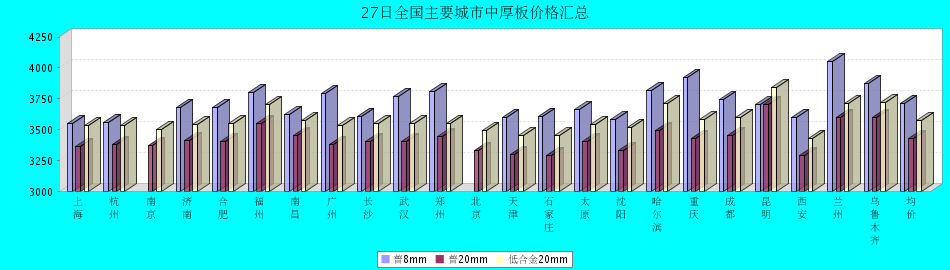 27日全国主要城市中厚板价格汇总
4250
4000
3750
3500
3250
3000
上海
杭州
南京
济南
合肥
福州
南昌
广州
长沙
武汉
郑州
北京
天津
石家庄
太原
沈阳
哈尔滨
重庆
成都
昆明
西安
兰州
乌鲁木齐
均价
普8mm 普20mm 低合金20mm